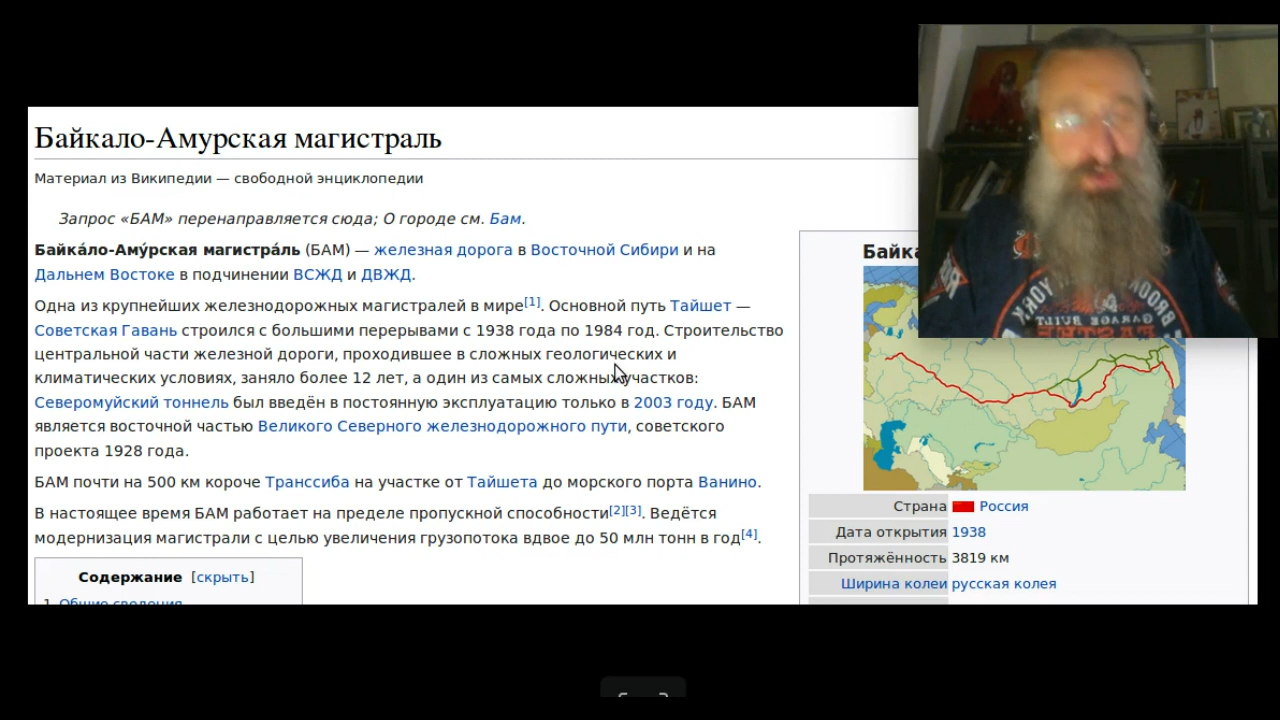 Байкало-Амурская магистраль
Материал из Википедии — свободной энциклопедии
Запрос «БАМ» перенаправляется сюда; О городе см. Бам.
Байка́ло-Аму́рская магистра́ль (БАМ) — железная дорога в Восточной Сибири и на
Дальнем Востоке в подчинении ВСЖД и ДВЖД.
Одна из крупнейших железнодорожных магистралей в мире[1]. Основной путь Тайшет —
Советская Гавань строился с большими перерывами с 1938 года по 1984 год. Строительство
центральной части железной дороги, проходившее в сложных геологических и
климатических условиях, заняло более 12 лет, а один из самых сложных участков:
Северомуйский тоннель был введён в постоянную эксплуатацию только в 2003 году. БАМ
является восточной частью Великого Северного железнодорожного пути, советского
проекта 1928 года.
БАМ почти на 500 км короче Транссиба на участке от Тайшета до морского порта Ванино.
В настоящее время БАМ работает на пределе пропускной способности[2][3]. Ведётся
модернизация магистрали с целью увеличения грузопотока вдвое до 50 млн тонн в год[4].
Содержание [скрыть]
1 Общие сведения
Страна Россия
Дата открытия 1938
Протяжённость 3819 км
Ширина колеи русская колея